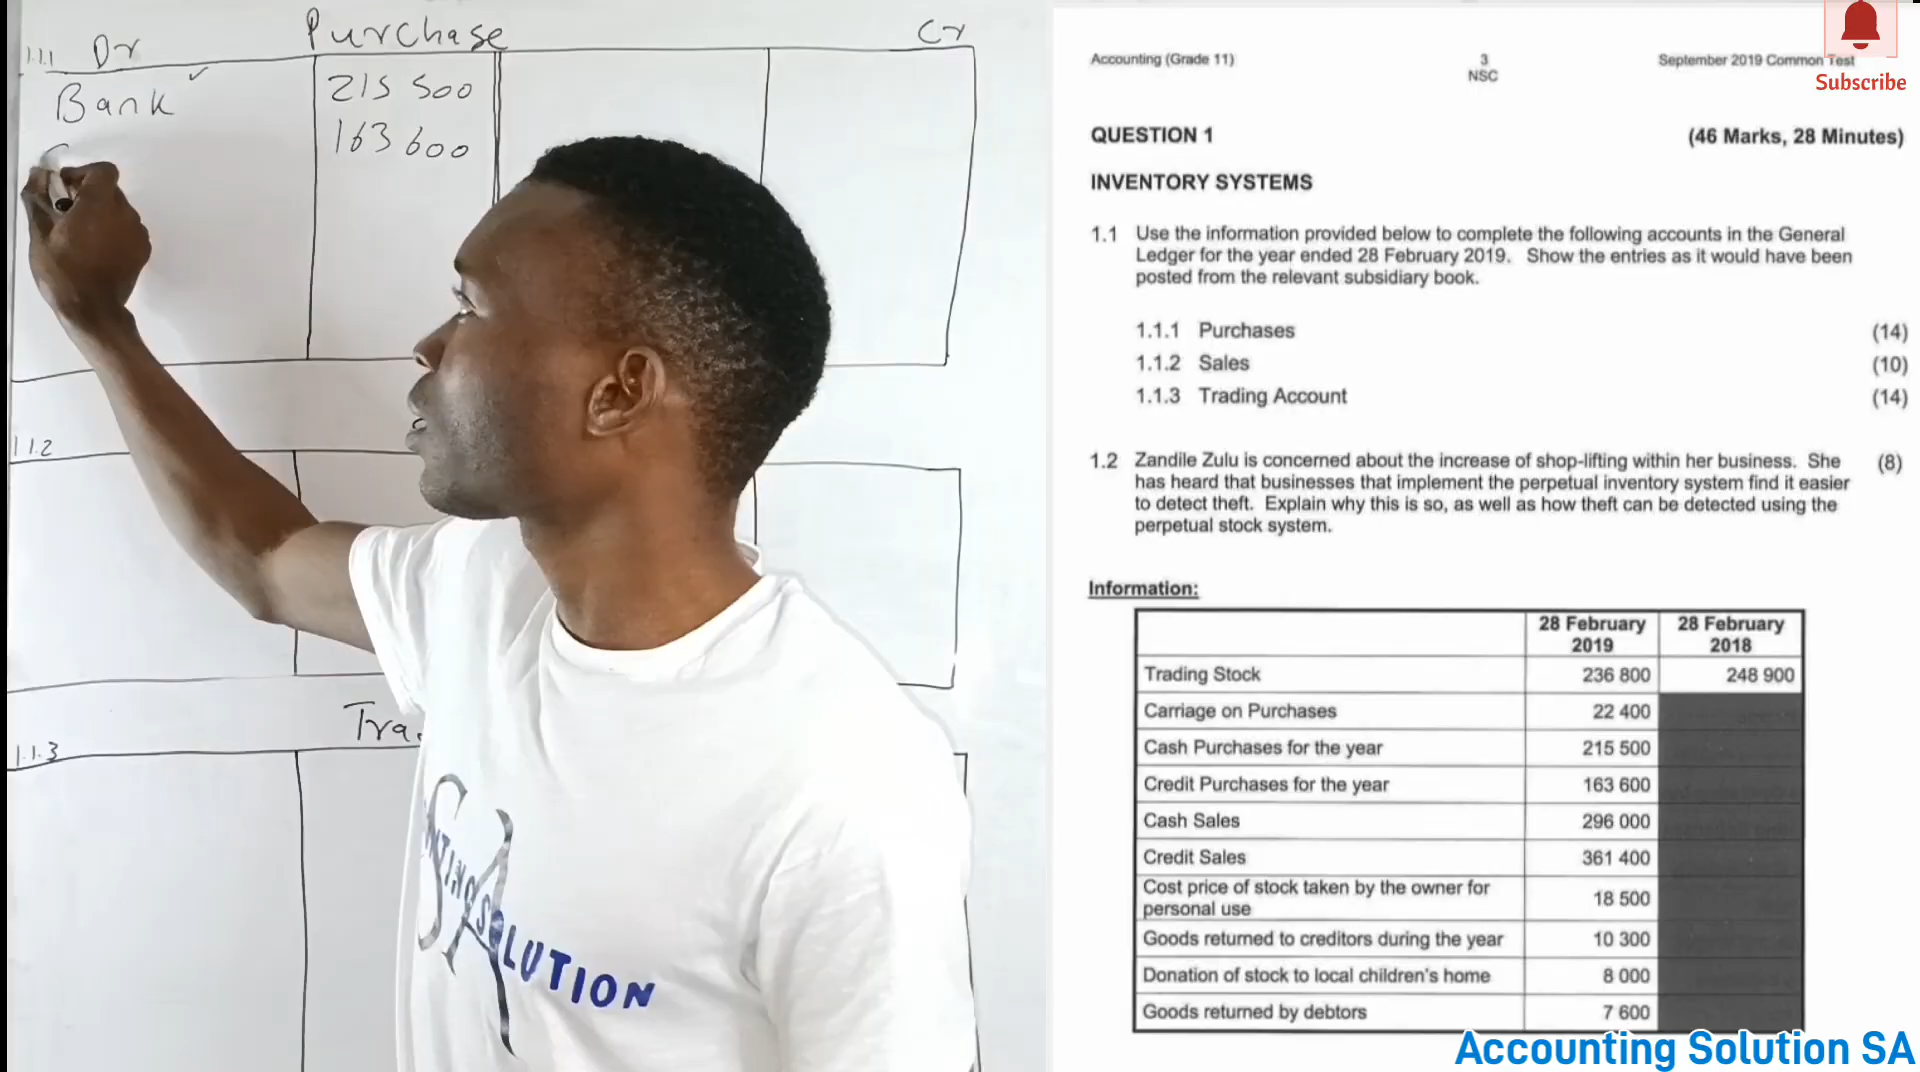 1.1.1 Dr Purchase Cr
Bank 215 500
163 600
1.1.2
Tra
1.1.3
SOLUTION
Accounting (Grade 11) 3 September 2019 Common Test
NSC
Subscribe
QUESTION 1 (46 Marks, 28 Minutes)
INVENTORY SYSTEMS
1.1 Use the information provided below to complete the following accounts in the General
Ledger for the year ended 28 February 2019. Show the entries as it would have been
posted from the relevant subsidiary book.
1.1.1 Purchases (14)
1.1.2 Sales (10)
1.1.3 Trading Account (14)
1.2 Zandile Zulu is concerned about the increase of shop-lifting within her business. She (8)
has heard that businesses that implement the perpetual inventory system find it easier
to detect theft. Explain why this is so, as well as how theft can be detected using the
perpetual stock system.
Information:
28 February 28 February
2019 2018
Trading Stock 236 800 248 900
Carriage on Purchases 22 400
Cash Purchases for the year 215 500
Credit Purchases for the year 163 600
Cash Sales 296 000
Credit Sales 361 400
Cost price of stock taken by the owner for
personal use 18 500
Goods returned to creditors during the year 10 300
Donation of stock to local children's home 8 000
Goods returned by debtors 7 600
Accounting Solution SA